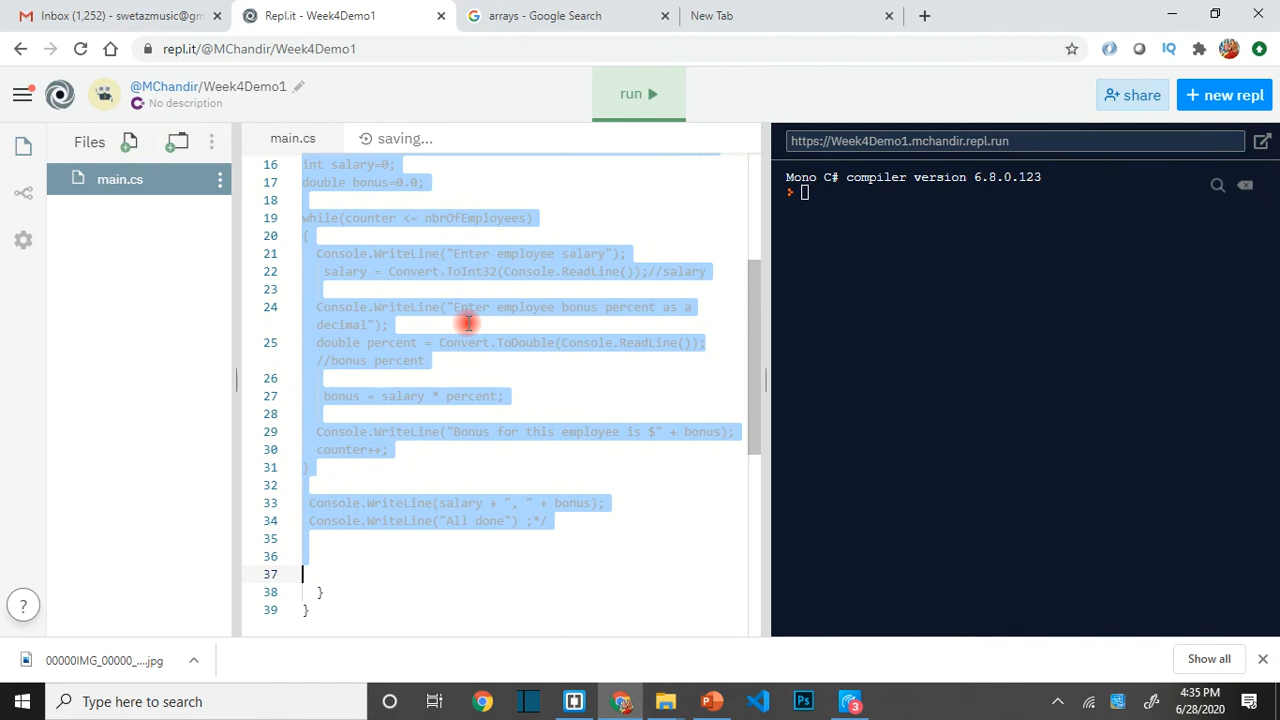 Inbox (1,252) - swetazmusic@gm
Repl.it - Week4Demo1
arrays - Google Search
New Tab
repl.it/@MChandir/Week4Demo1
IQ
@MChandir/Week4Demo1
No description
run
share
+ new repl
Files
main.cs
saving...
main.cs
https://Week4Demo1.mchandir.repl.run
Mono C# compiler version 6.8.0.123
16 int salary=0;
17 double bonus=0.0;
18
19 while(counter <= nbrOfEmployees)
20 {
21 Console.WriteLine("Enter employee salary");
22 salary = Convert.ToInt32(Console.ReadLine());//salary
23
24 Console.WriteLine("Enter employee bonus percent as a
decimal");
25 double percent = Convert.ToDouble(Console.ReadLine());
//bonus percent
26
27 bonus = salary * percent;
28
29 Console.WriteLine("Bonus for this employee is $" + bonus);
30 counter++;
31 }
32
33 Console.WriteLine(salary + ", " + bonus);
34 Console.WriteLine("All done") ;*/
35
36
37
38 }
39 }
?
00000IMG_00000_....jpg
Show all
Type here to search
Ps
3
4:35 PM
6/28/2020